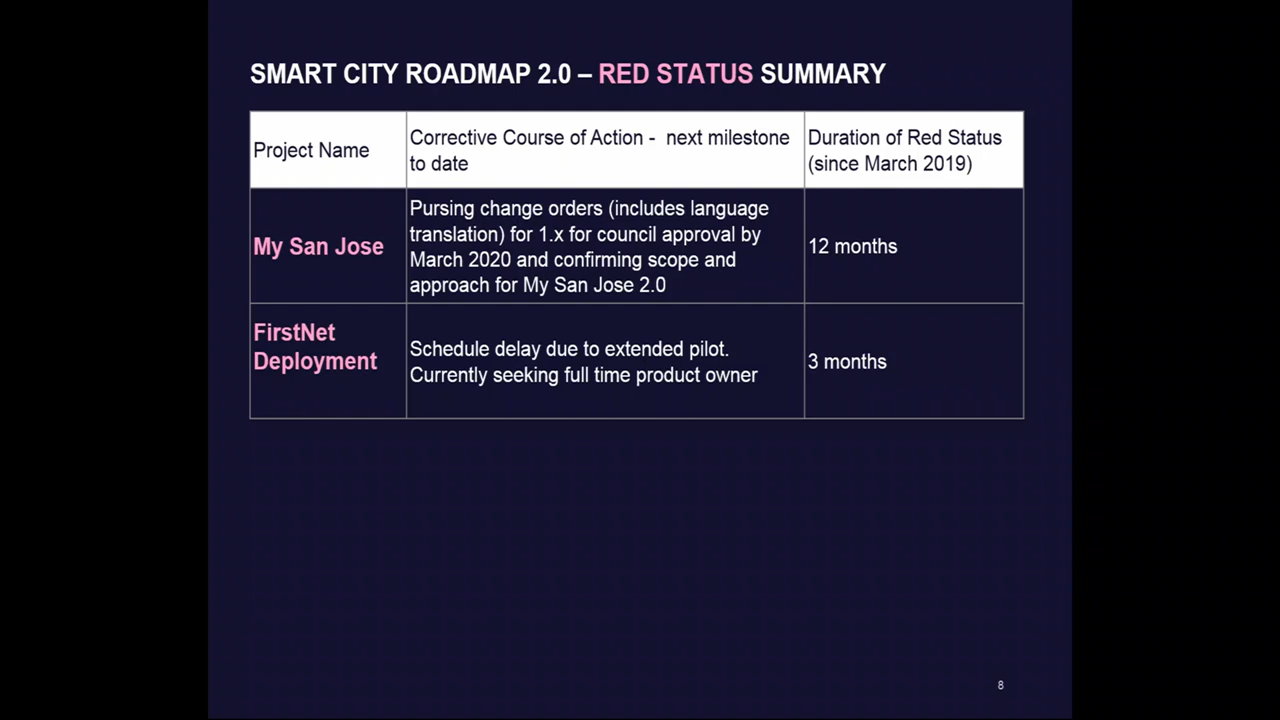 SMART CITY ROADMAP 2.0 – RED STATUS SUMMARY
Project Name
Corrective Course of Action -  next milestone
to date
Duration of Red Status
(since March 2019)
My San Jose
Pursing change orders (includes language
translation) for 1.x for council approval by
March 2020 and confirming scope and
approach for My San Jose 2.0
12 months
FirstNet
Deployment
Schedule delay due to extended pilot.
Currently seeking full time product owner
3 months
8